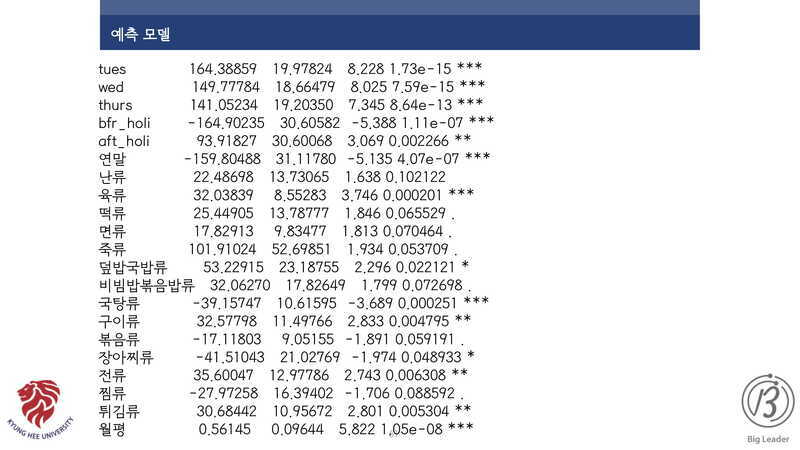 예측 모델
tues 164.38859 19.97824 8.228 1.73e-15 ***
wed 149.77784 18.66479 8.025 7.59e-15 ***
thurs 141.05234 19.20350 7.345 8.64e-13 ***
bfr_holi -164.90235 30.60582 -5.388 1.11e-07 ***
aft_holi 93.91827 30.60068 3.069 0.002266 **
연말 -159.80488 31.11780 -5.135 4.07e-07 ***
난류 22.48698 13.73065 1.638 0.102122
육류 32.03839 8.55283 3.746 0.000201 ***
떡류 25.44905 13.78777 1.846 0.065529 .
면류 17.82913 9.83477 1.813 0.070464 .
죽류 101.91024 52.69851 1.934 0.053709 .
덮밥국밥류 53.22915 23.18755 2.296 0.022121 *
비빔밥볶음밥류 32.06270 17.82649 1.799 0.072698 .
국탕류 -39.15747 10.61595 -3.689 0.000251 ***
구이류 32.57798 11.49766 2.833 0.004795 **
볶음류 -17.11803 9.05155 -1.891 0.059191 .
장아찌류 -41.51043 21.02769 -1.974 0.048933 *
전류 35.60047 12.97786 2.743 0.006308 **
찜류 -27.97258 16.39402 -1.706 0.088592 .
튀김류 30.68442 10.95672 2.801 0.005304 **
월평 0.56145 0.09644 5.822 1.05e-08 ***
KYUNG HEE UNIVERSITY
Big Leader